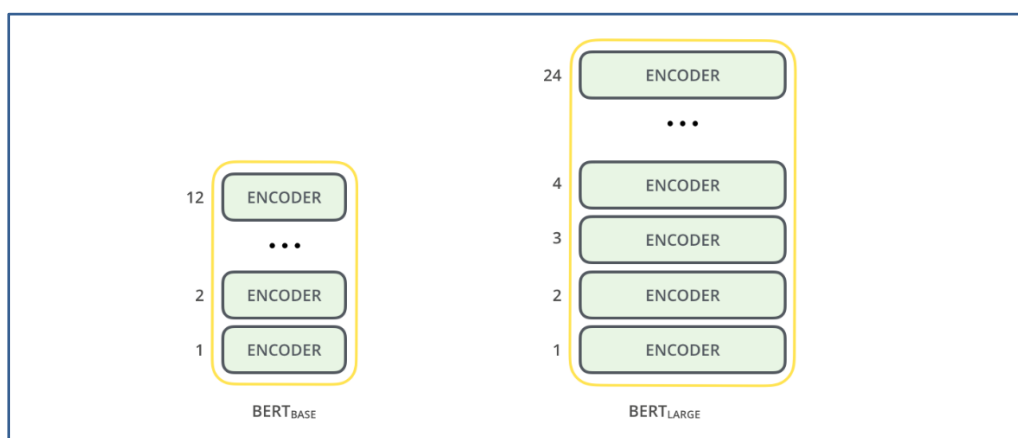 12 ENCODER
...
2 ENCODER
1 ENCODER
BERTBASE
24 ENCODER
...
4 ENCODER
3 ENCODER
2 ENCODER
1 ENCODER
BERTLARGE